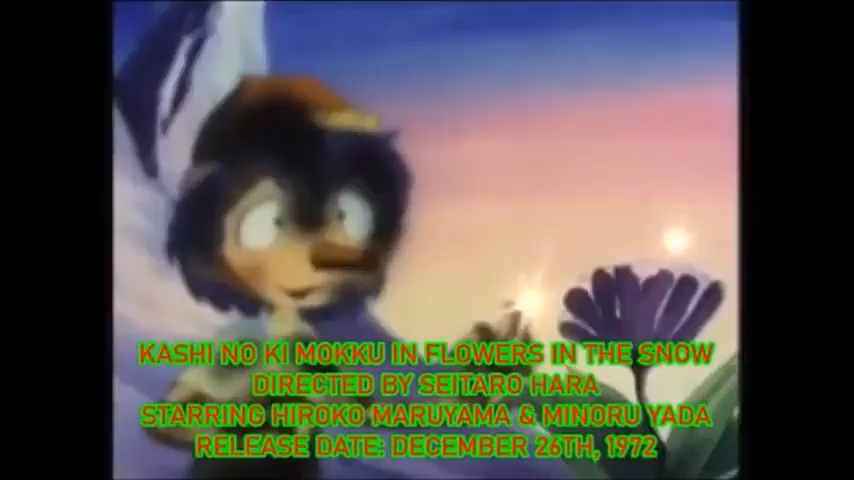 KASHI NO KI MOKKU IN FLOWERS IN THE SNOW
DIRECTED BY SEITARO HARA
STARRING HIROKO MARUYAMA & MINORU YADA
RELEASE DATE: DECEMBER 26TH, 1972